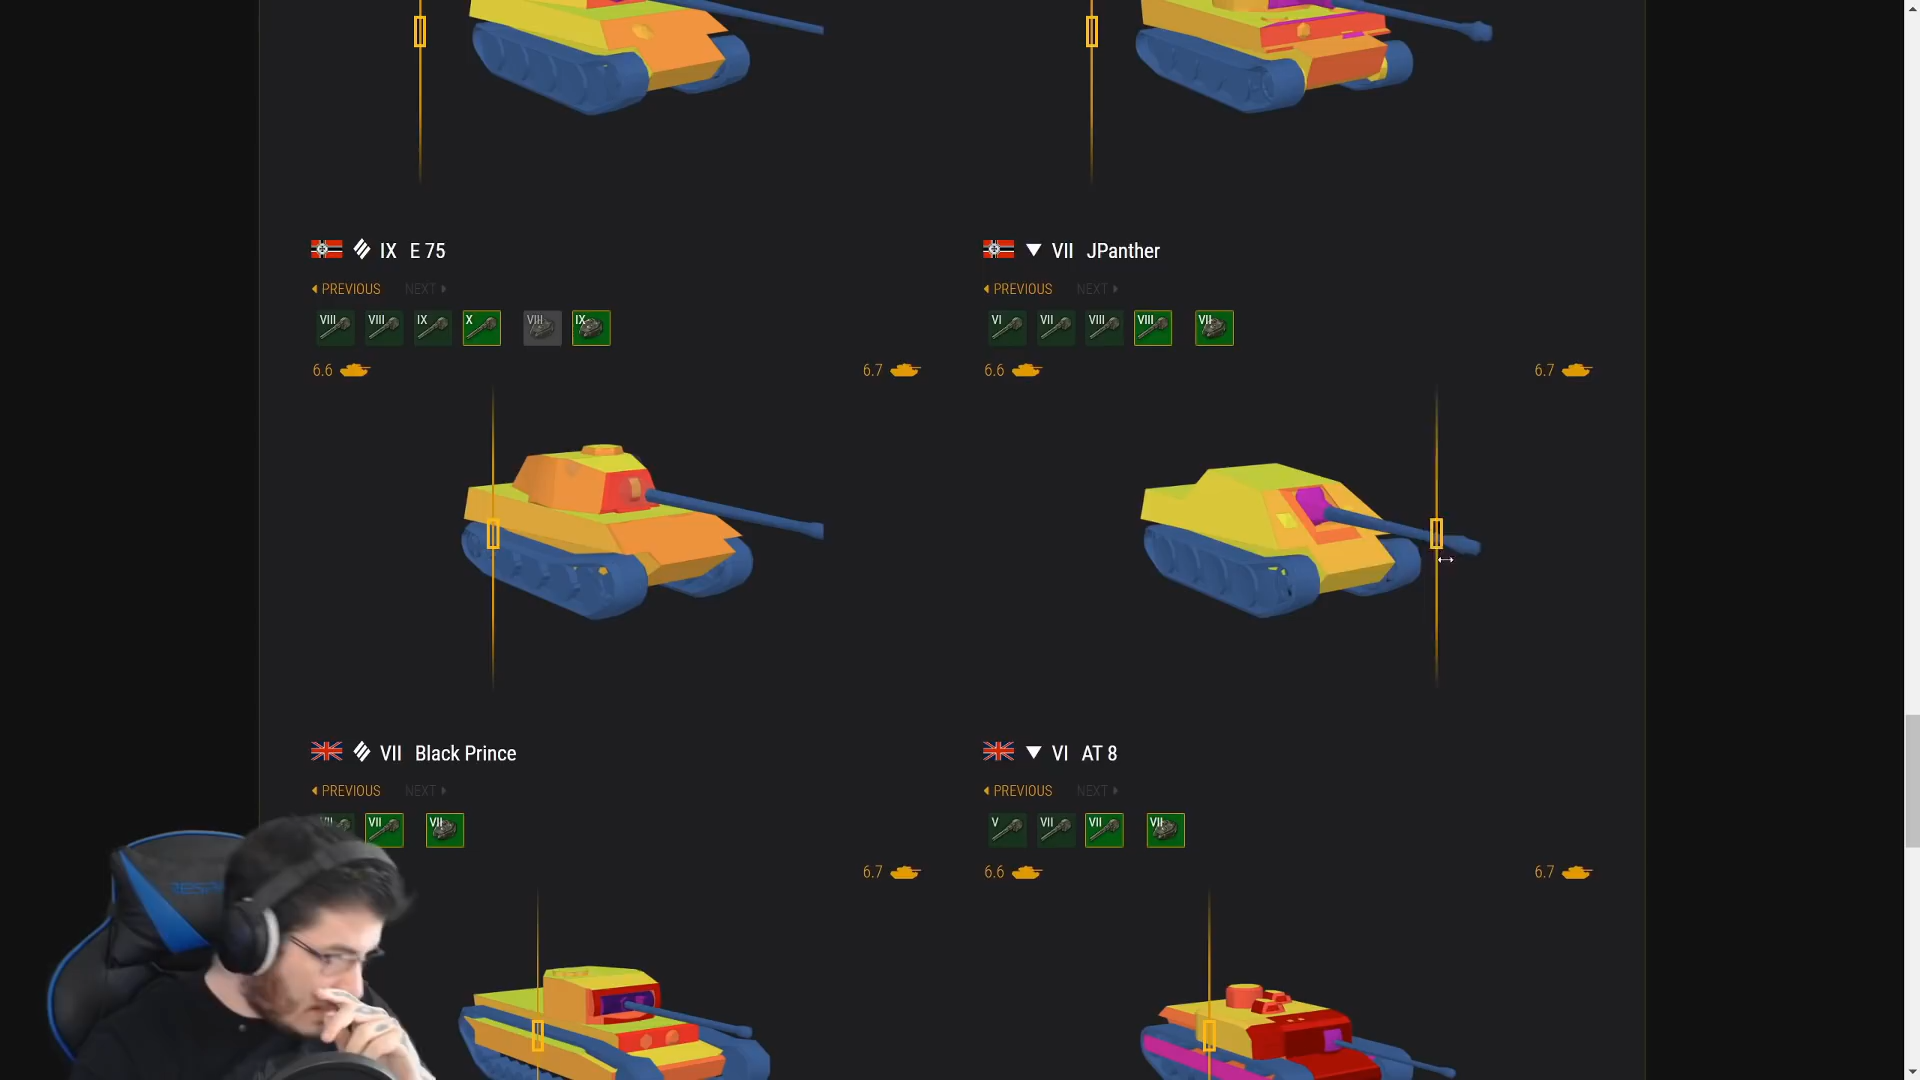 IX E 75
VII JPanther
PREVIOUS NEXT
PREVIOUS NEXT
VIII VIII IX X VIII IX
VI VII VIII VIII VII
6.6 6.7
6.6 6.7
VII Black Prince
VI AT 8
PREVIOUS NEXT
PREVIOUS NEXT
VII VII VII
V VII VII VII
6.7
6.6 6.7